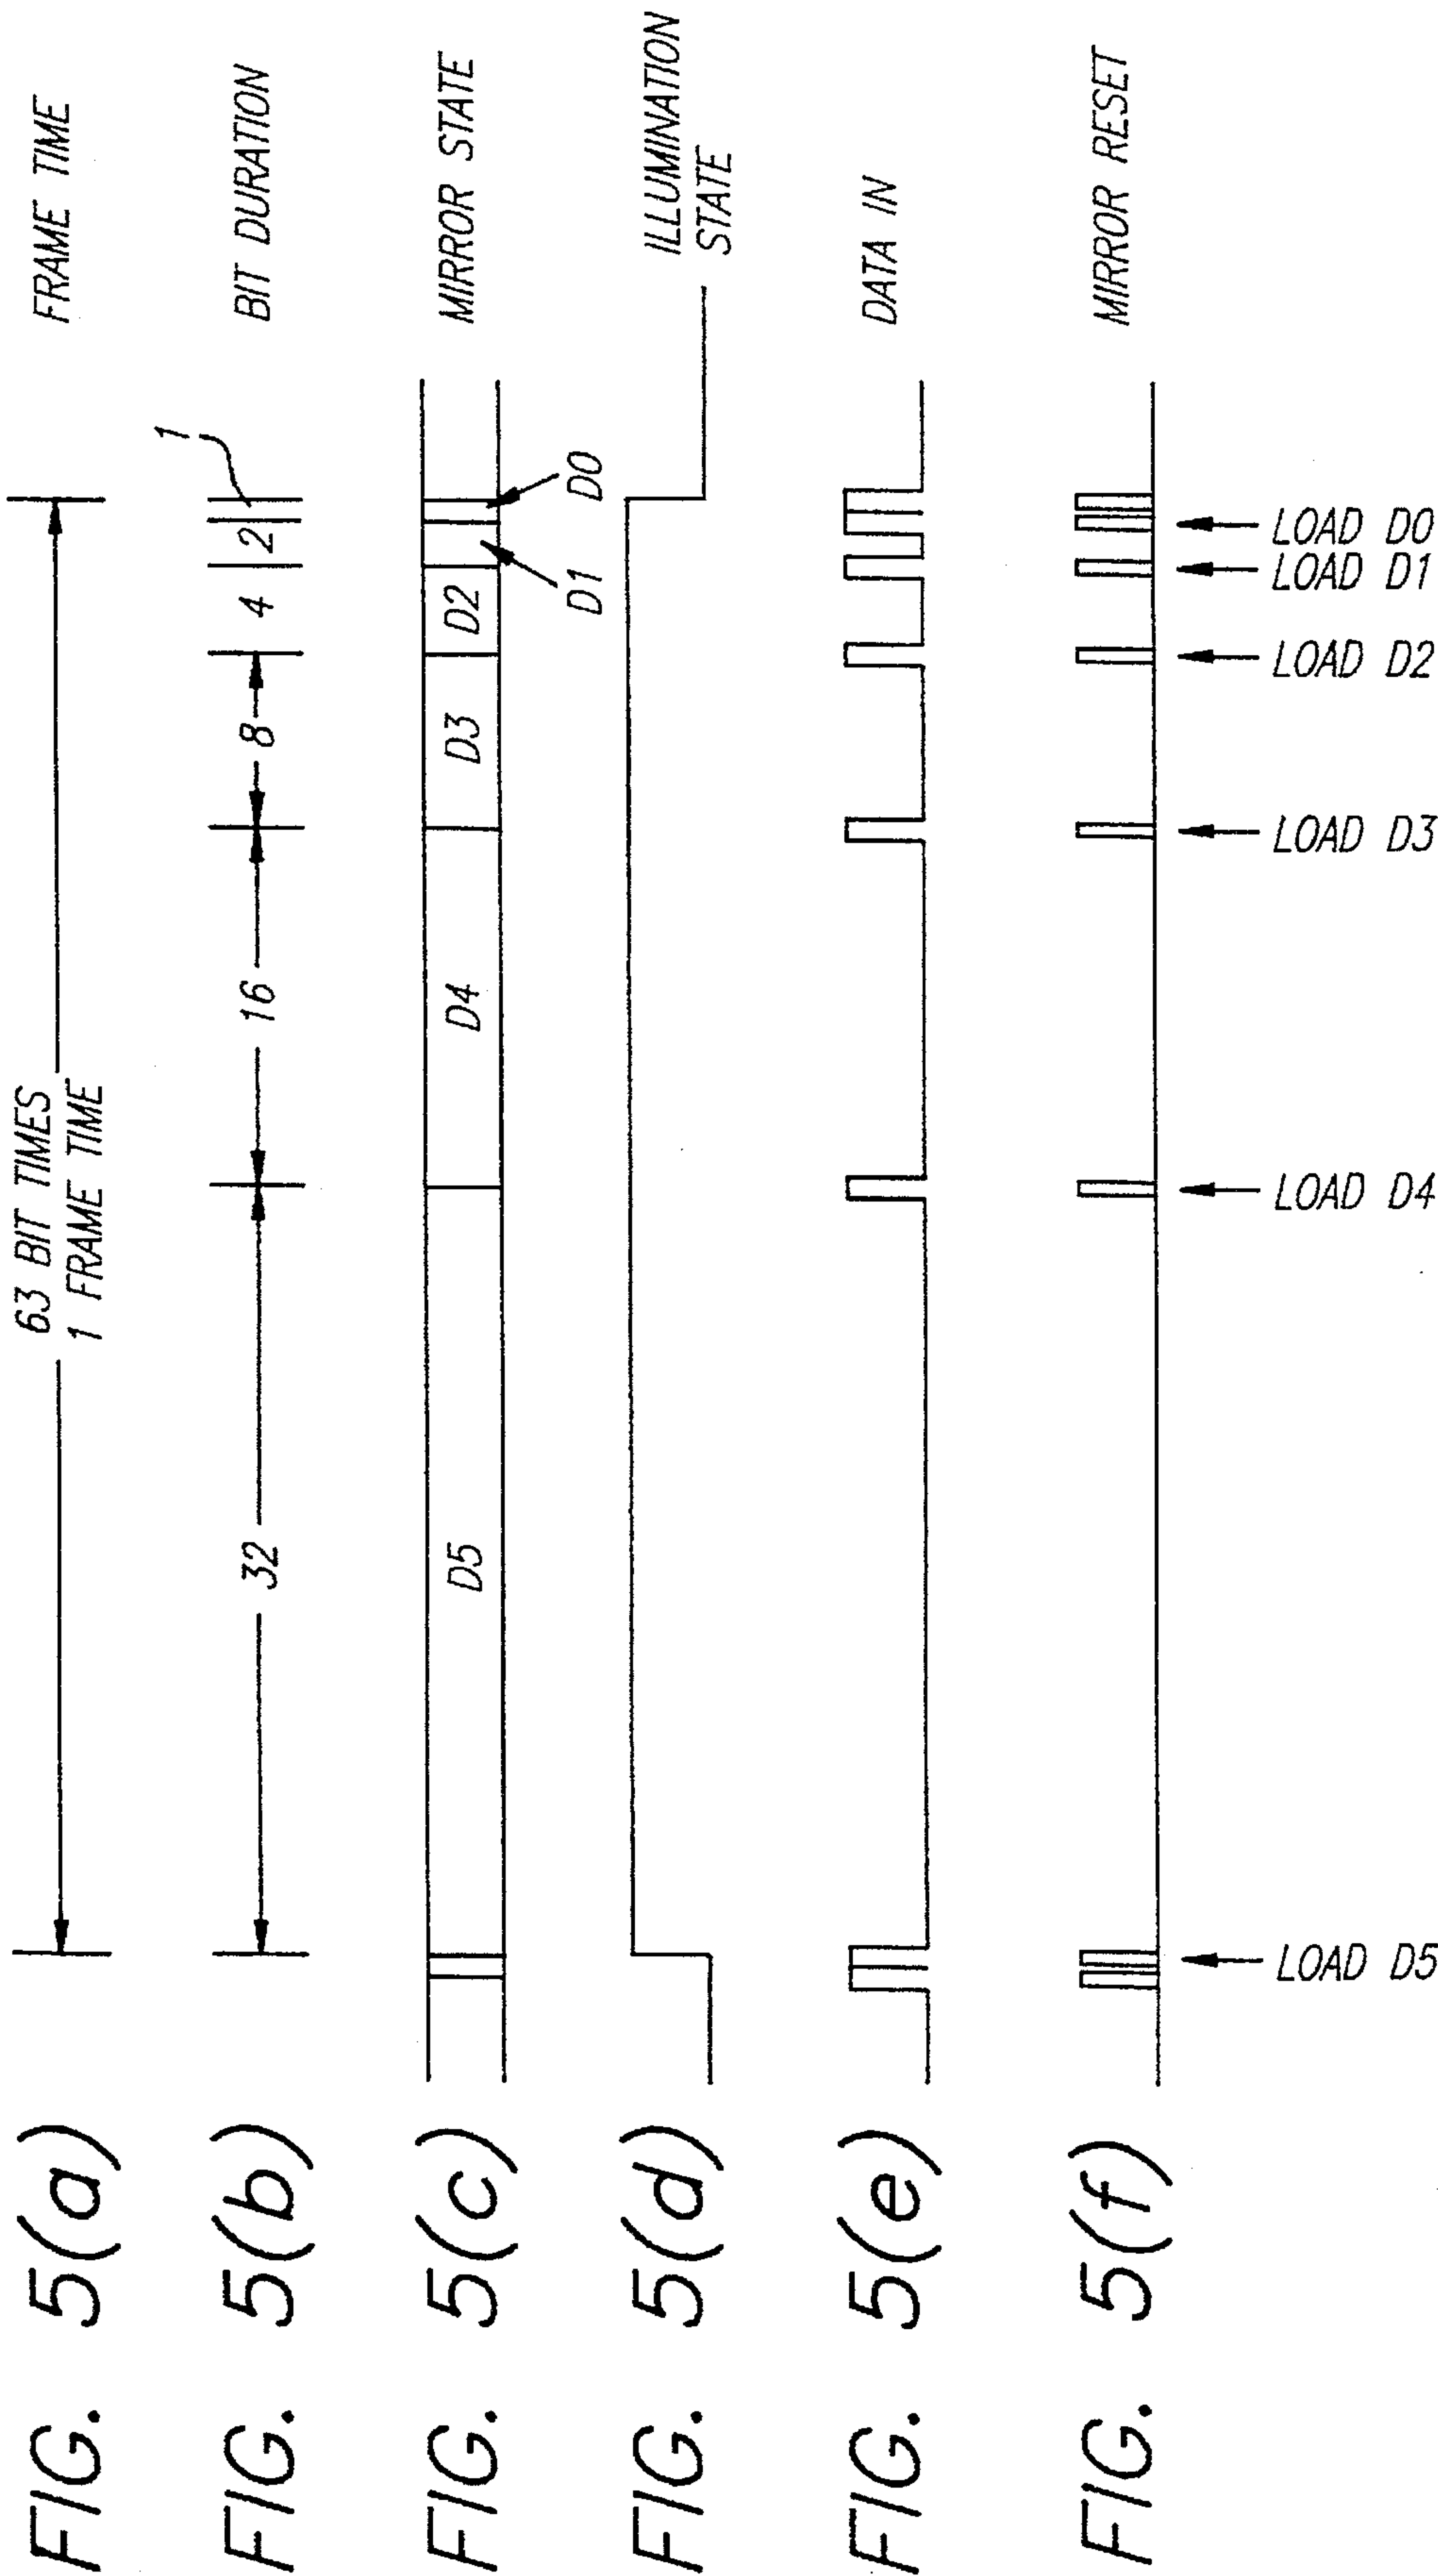 FIG. 5(a)
63 BIT TIMES
1 FRAME TIME
FRAME TIME
FIG. 5(b)
32
16
8
4
2
1
BIT DURATION
FIG. 5(c)
D5
D4
D3
D2
D1
D0
MIRROR STATE
FIG. 5(d)
ILLUMINATION
STATE
FIG. 5(e)
DATA IN
FIG. 5(f)
MIRROR RESET
LOAD D5
LOAD D4
LOAD D3
LOAD D2
LOAD D1
LOAD D0